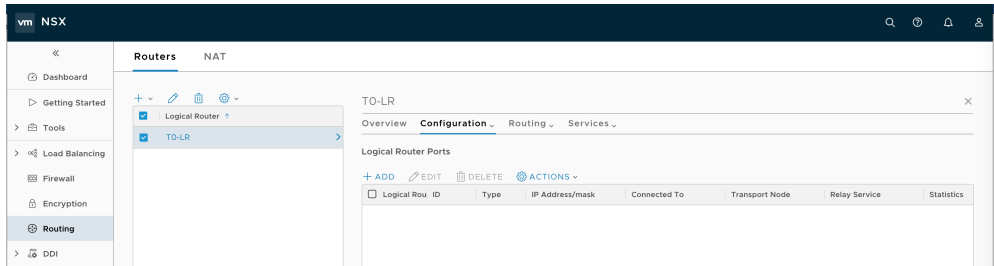 vm NSX
Routers NAT
Dashboard
Getting Started
Tools
Load Balancing
Firewall
Encryption
Routing
DDI
Logical Router ↑
T0-LR
T0-LR
Overview Configuration Routing Services
Logical Router Ports
+ ADD EDIT DELETE ACTIONS
Logical Rou ID Type IP Address/mask Connected To Transport Node Relay Service Statistics